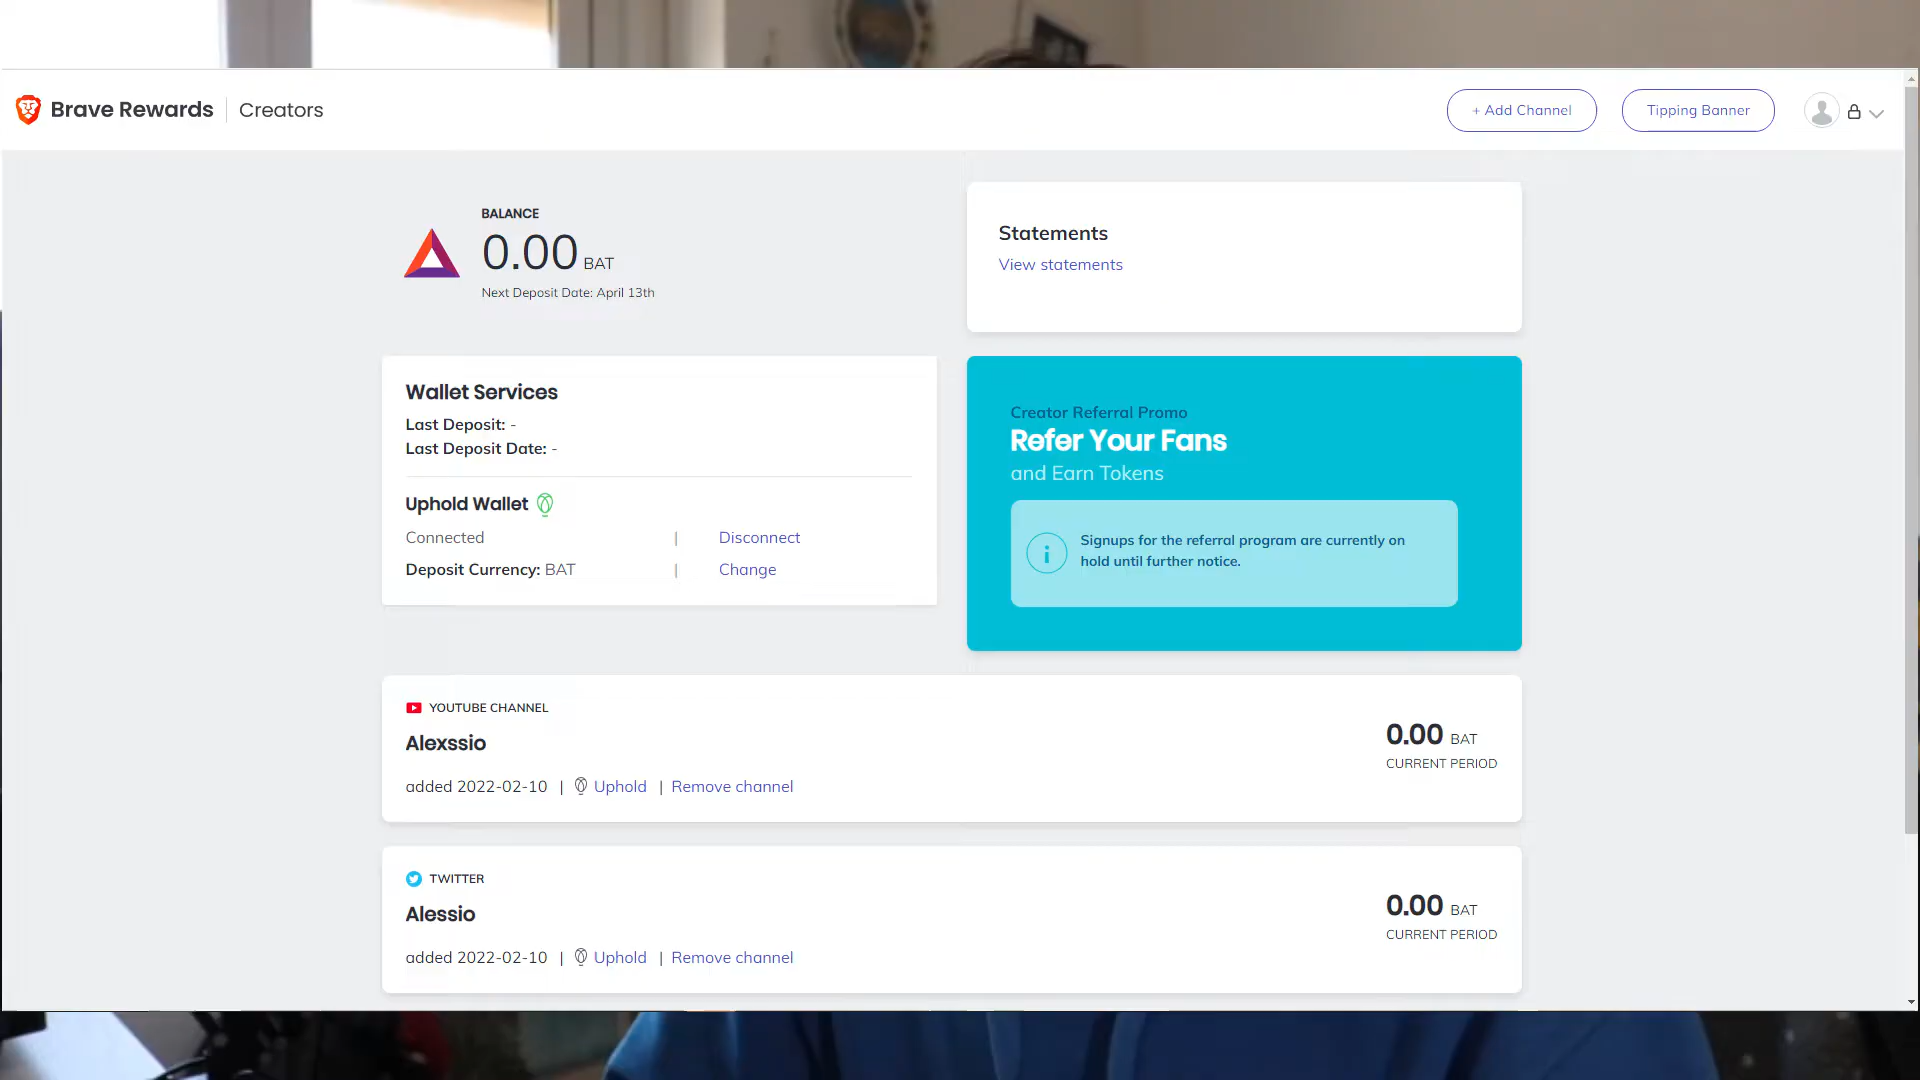 Brave Rewards | Creators
+ Add Channel
Tipping Banner
BALANCE
0.00 BAT
Next Deposit Date: April 13th
Statements
View statements
Wallet Services
Last Deposit: -
Last Deposit Date: -
Uphold Wallet
Connected | Disconnect
Deposit Currency: BAT | Change
Creator Referral Promo
Refer Your Fans
and Earn Tokens
Signups for the referral program are currently on
hold until further notice.
YOUTUBE CHANNEL
Alexssio
added 2022-02-10 | Uphold | Remove channel
0.00 BAT
CURRENT PERIOD
TWITTER
Alessio
added 2022-02-10 | Uphold | Remove channel
0.00 BAT
CURRENT PERIOD